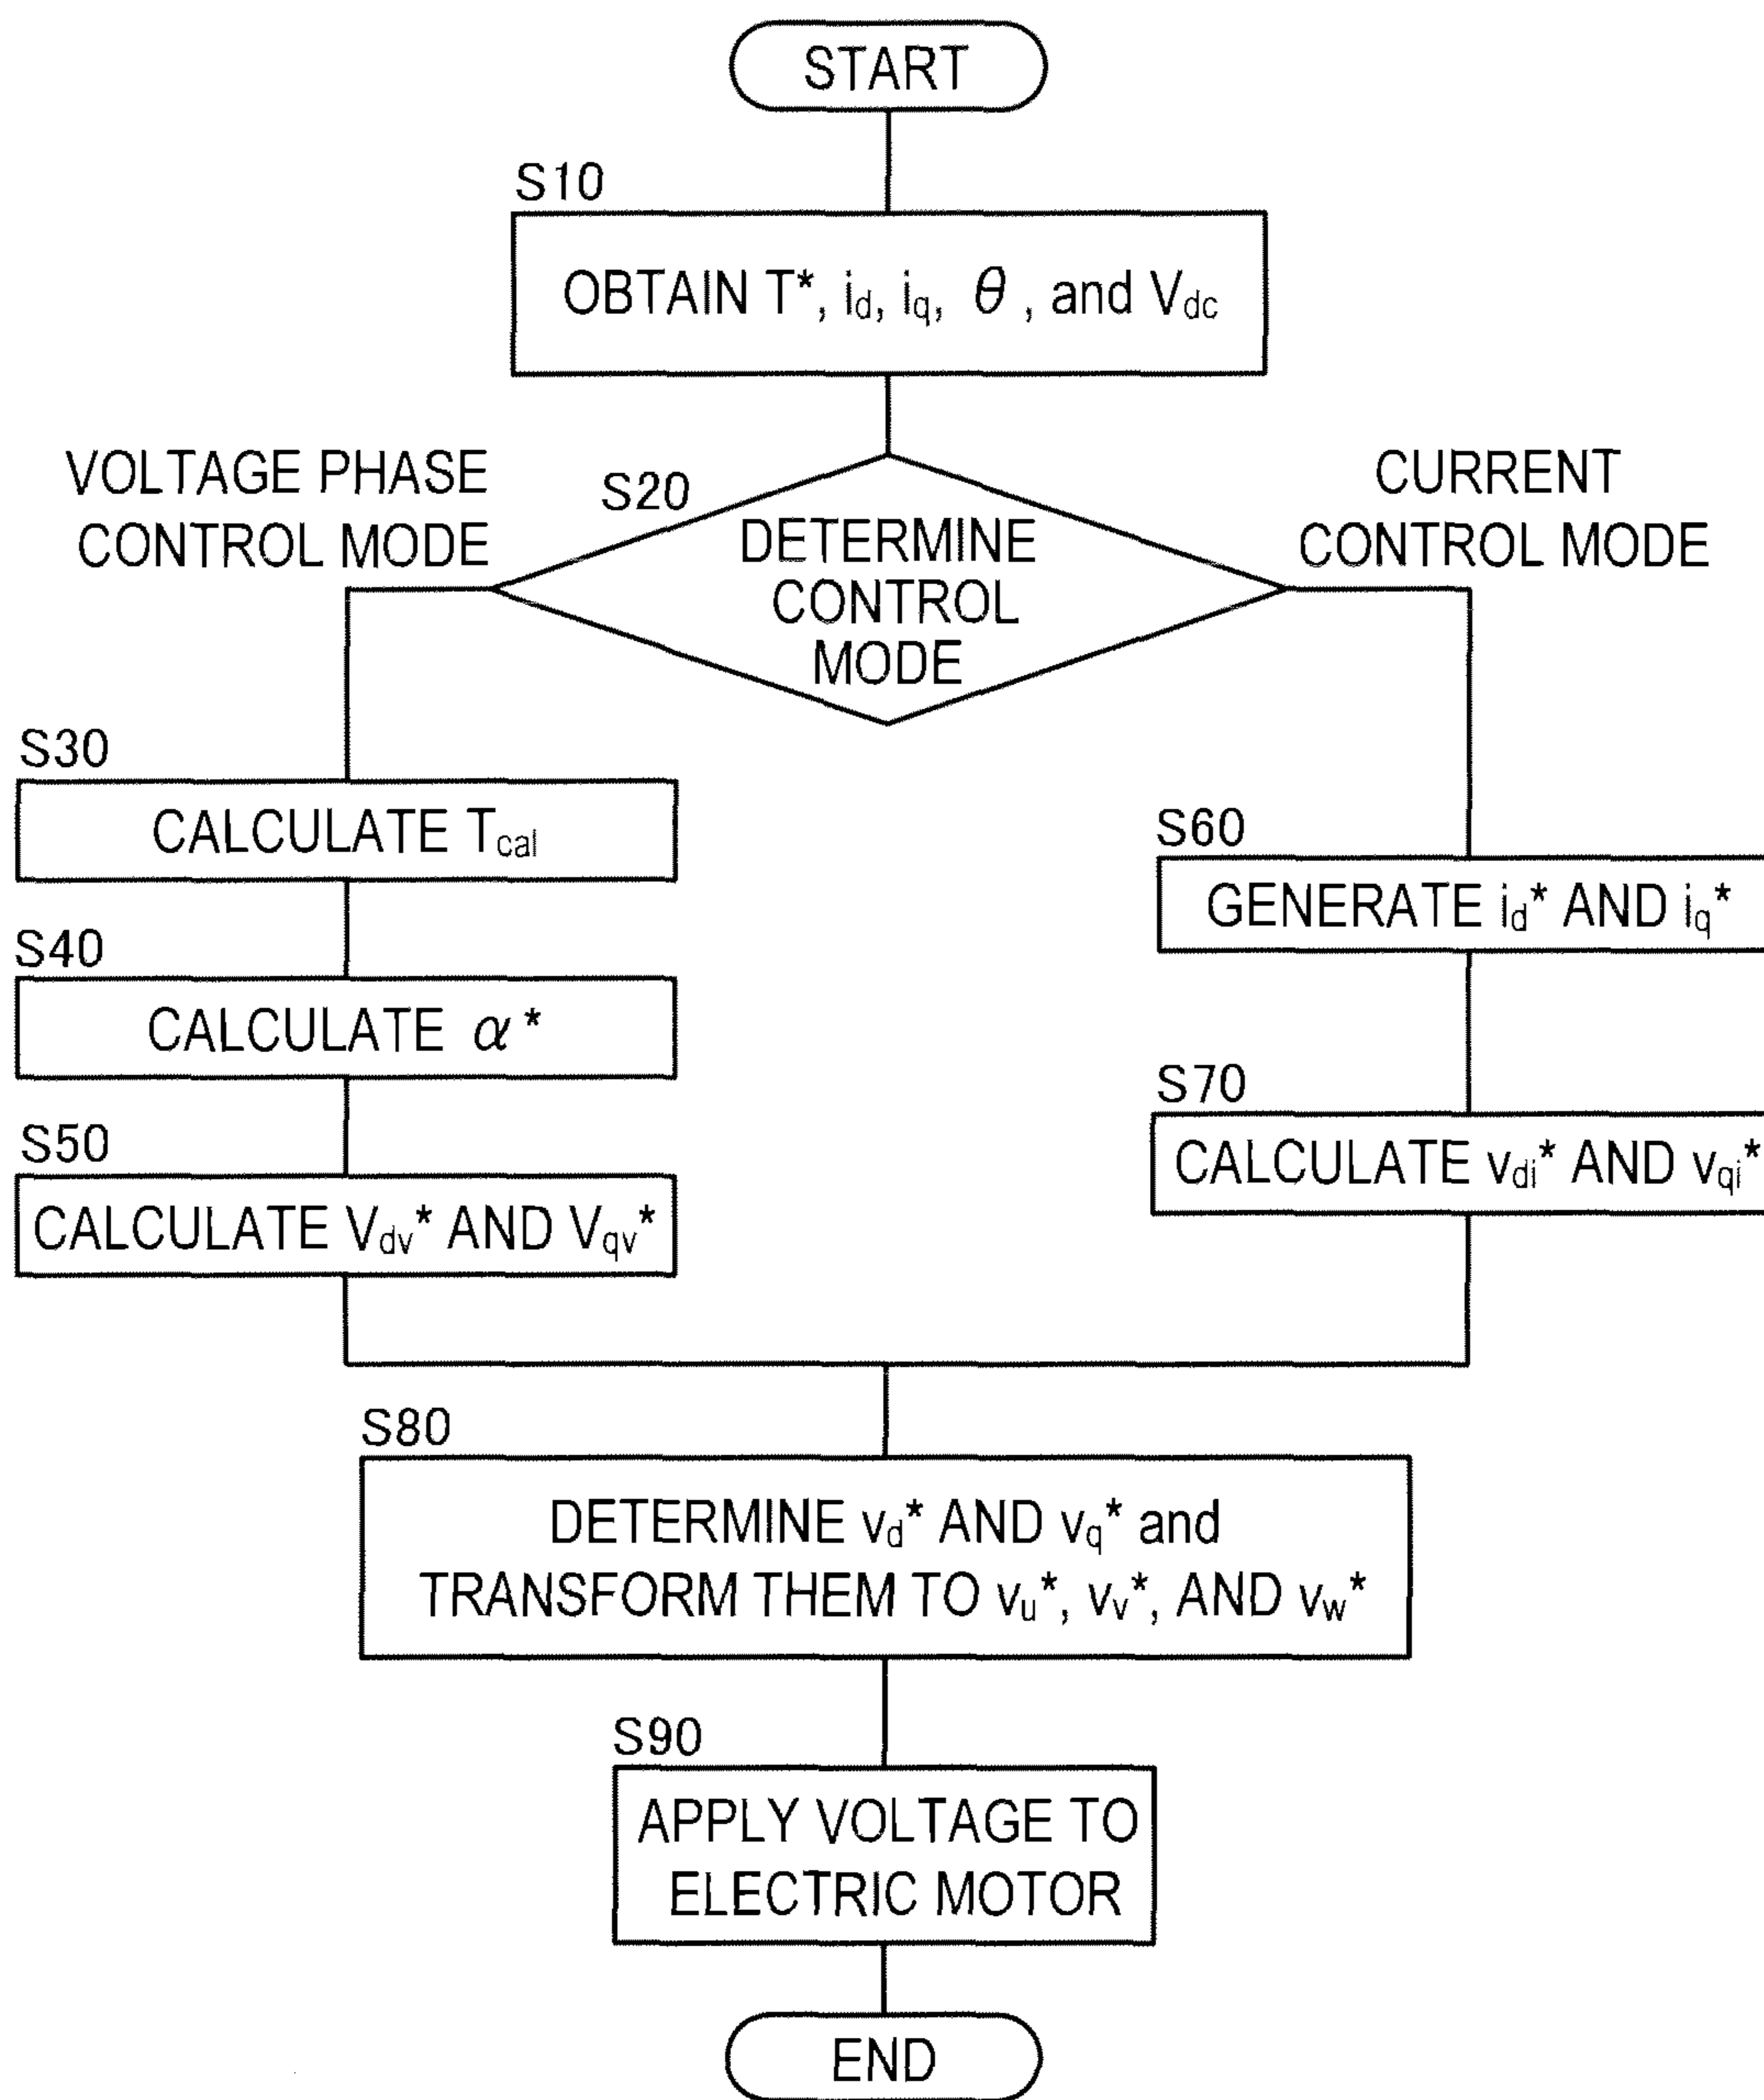 START
S10
OBTAIN T*, id, iq, θ, and Vdc
VOLTAGE PHASE
CONTROL MODE
S20
DETERMINE
CONTROL
MODE
CURRENT
CONTROL MODE
S30
CALCULATE Tcal
S40
CALCULATE α*
S50
CALCULATE Vdv* AND Vqv*
S60
GENERATE id* AND iq*
S70
CALCULATE vdi* AND vqi*
S80
DETERMINE vd* AND vq* and
TRANSFORM THEM TO vu*, vv*, AND vw*
S90
APPLY VOLTAGE TO
ELECTRIC MOTOR
END